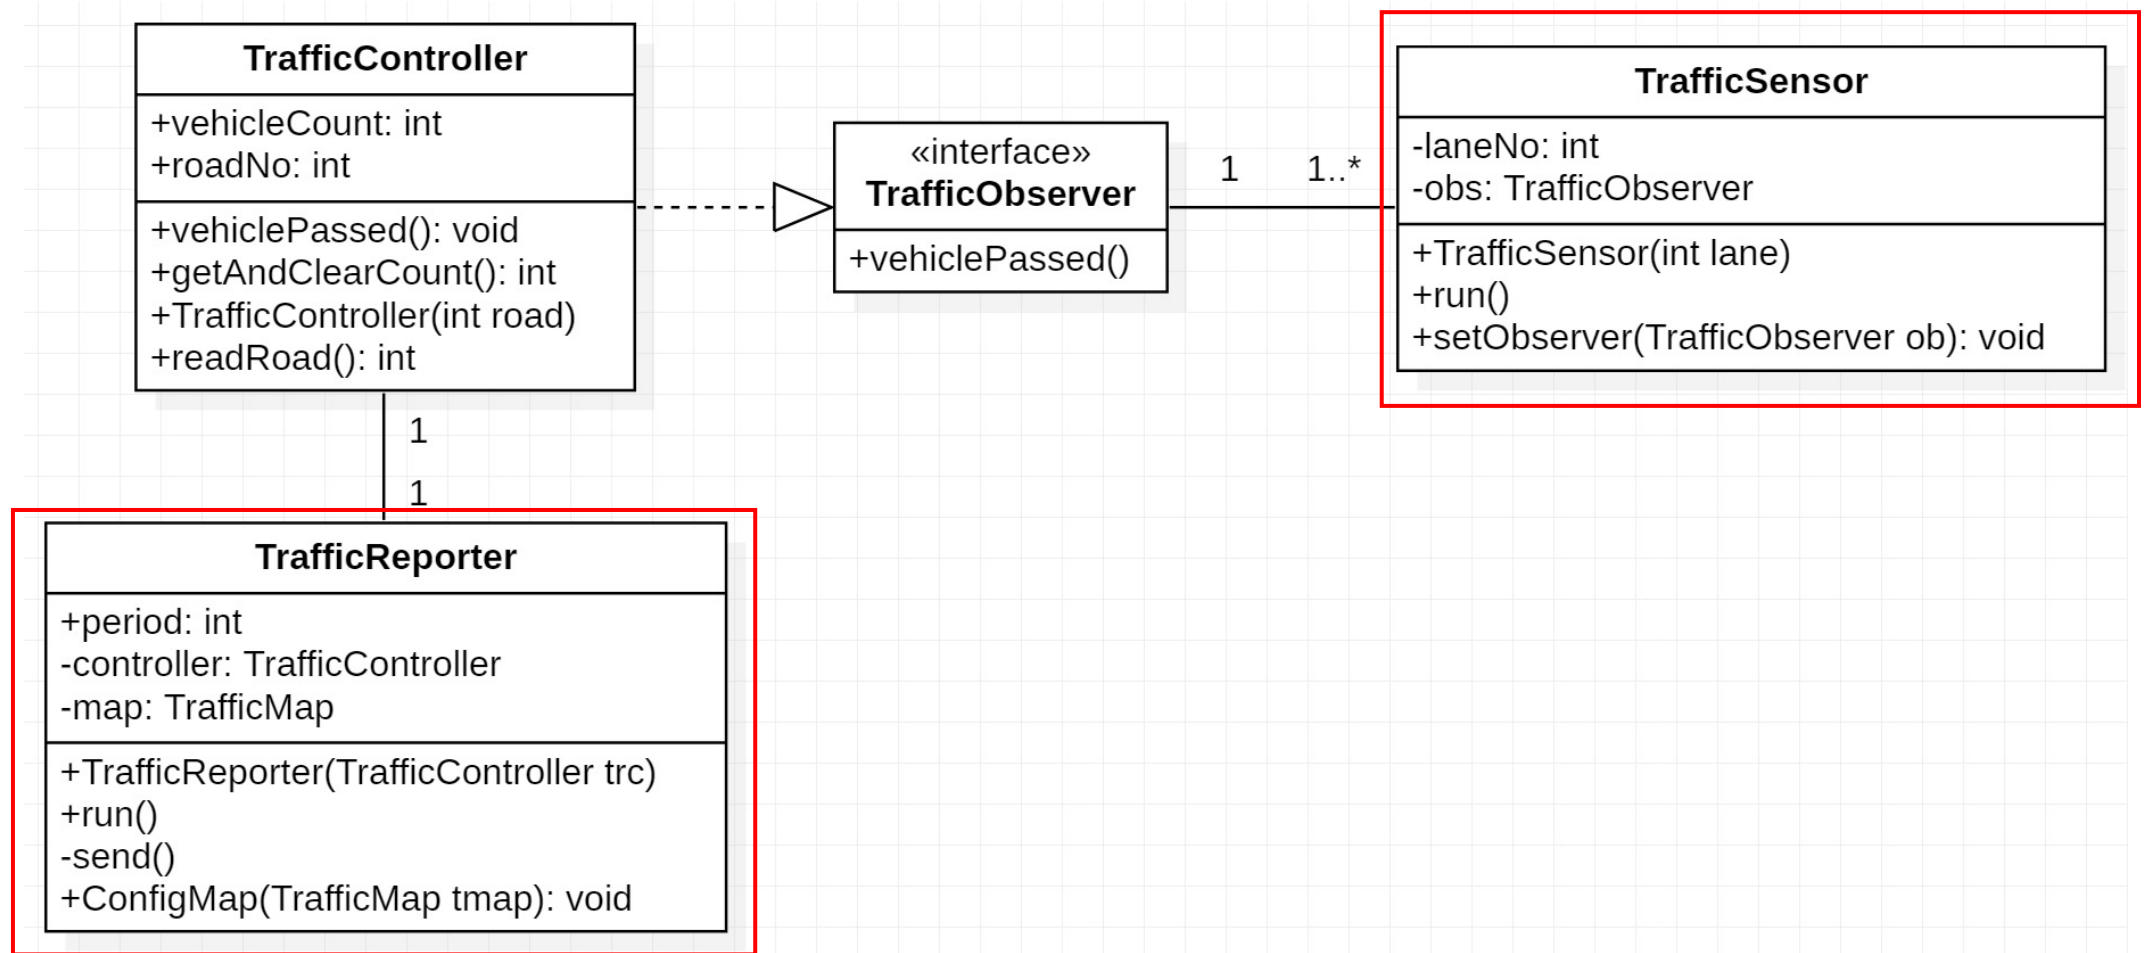 TrafficController
+vehicleCount: int
+roadNo: int
+vehiclePassed(): void
+getAndClearCount(): int
+TrafficController(int road)
+readRoad(): int
«interface»
TrafficObserver
+vehiclePassed()
1 1..*
TrafficSensor
-laneNo: int
-obs: TrafficObserver
+TrafficSensor(int lane)
+run()
+setObserver(TrafficObserver ob): void
1
1
TrafficReporter
+period: int
-controller: TrafficController
-map: TrafficMap
+TrafficReporter(TrafficController trc)
+run()
-send()
+ConfigMap(TrafficMap tmap): void